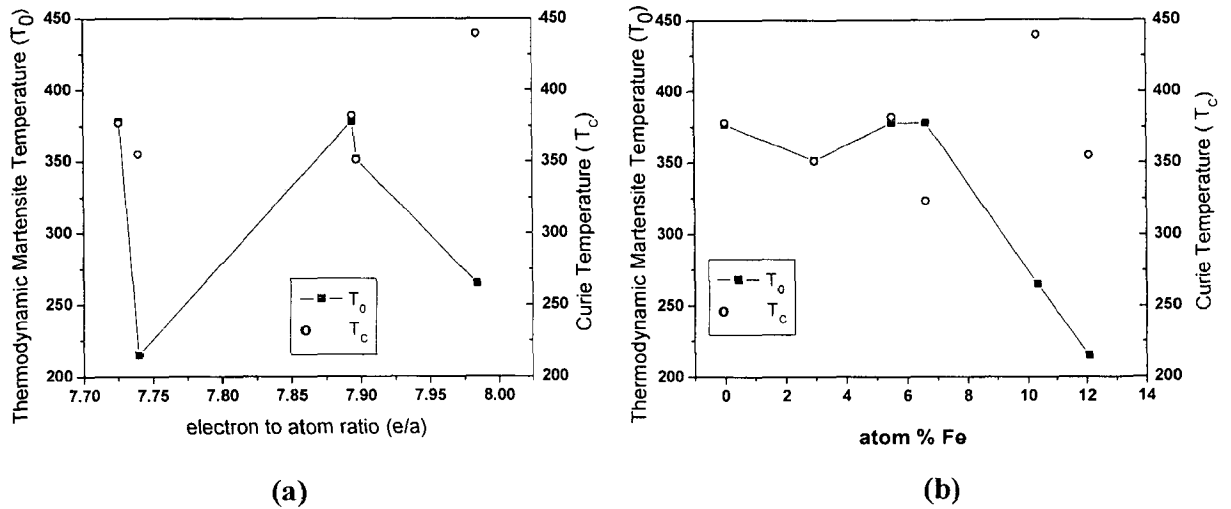 Thermodynamic Martensite Temperature (T0)
450
400
350
300
250
200
7.70 7.75 7.80 7.85 7.90 7.95 8.00
electron to atom ratio (e/a)
T0
Tc
450
400
350
300
250
200
Curie Temperature ( Tc)
(a)
Thermodynamic Martensite Temperature (T0)
450
400
350
300
250
200
0 2 4 6 8 10 12 14
atom % Fe
T0
Tc
450
400
350
300
250
200
Curie Temperature ( Tc)
(b)